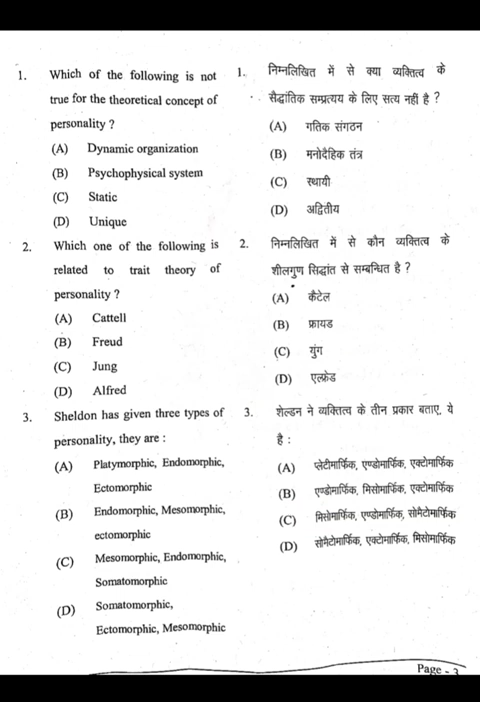 1. Which of the following is not
true for the theoretical concept of
personality ?
(A) Dynamic organization
(B) Psychophysical system
(C) Static
(D) Unique
2. Which one of the following is
related to trait theory of
personality ?
(A) Cattell
(B) Freud
(C) Jung
(D) Alfred
3. Sheldon has given three types of
personality, they are :
(A) Platymorphic, Endomorphic,
Ectomorphic
(B) Endomorphic, Mesomorphic,
ectomorphic
(C) Mesomorphic, Endomorphic,
Somatomorphic
(D) Somatomorphic,
Ectomorphic, Mesomorphic
1. निम्नलिखित में से क्या व्यक्तित्व के
सैद्धांतिक सम्प्रत्यय के लिए सत्य नहीं है ?
(A) गतिक संगठन
(B) मनोदैहिक तंत्र
(C) स्थायी
(D) अद्वितीय
2. निम्नलिखित में से कौन व्यक्तित्व के
शीलगुण सिद्धांत से सम्बन्धित है ?
(A) कैटेल
(B) फ्रायड
(C) युंग
(D) एल्फ्रेड
3. शेल्डन ने व्यक्तित्व के तीन प्रकार बताए, ये
है :
(A) प्लेटीमार्फिक, एण्डोमार्फिक, एक्टोमार्फिक
(B) एण्डोमार्फिक, मिसोमार्फिक, एक्टोमार्फिक
(C) मिसोमार्फिक, एण्डोमार्फिक, सोमैटोमार्फिक
(D) सोमैटोमार्फिक, एक्टोमार्फिक, मिसोमार्फिक
Page - 3